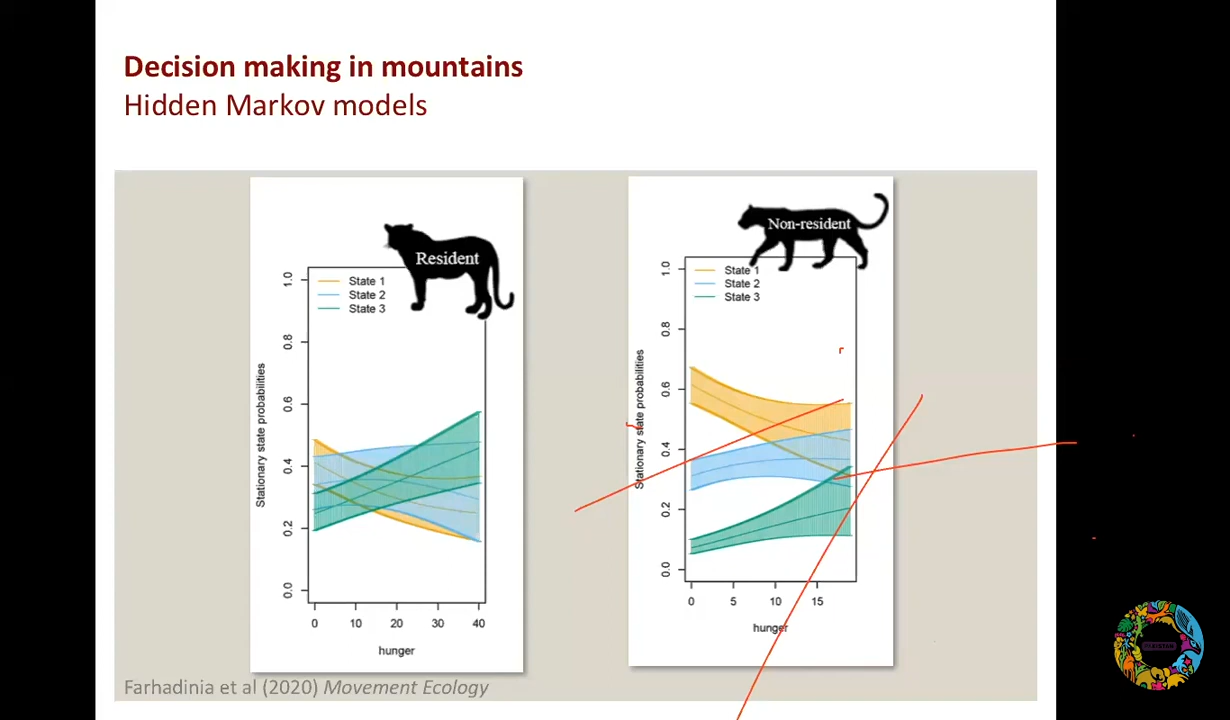 Decision making in mountains
Hidden Markov models
Resident
State 1
State 2
State 3
Stationary state probabilities
1.0
0.8
0.6
0.4
0.2
0.0
0 10 20 30 40
hunger
Non-resident
State 1
State 2
State 3
Stationary state probabilities
1.0
0.8
0.6
0.4
0.2
0.0
0 5 10 15
hunger
Farhadinia et al (2020) Movement Ecology